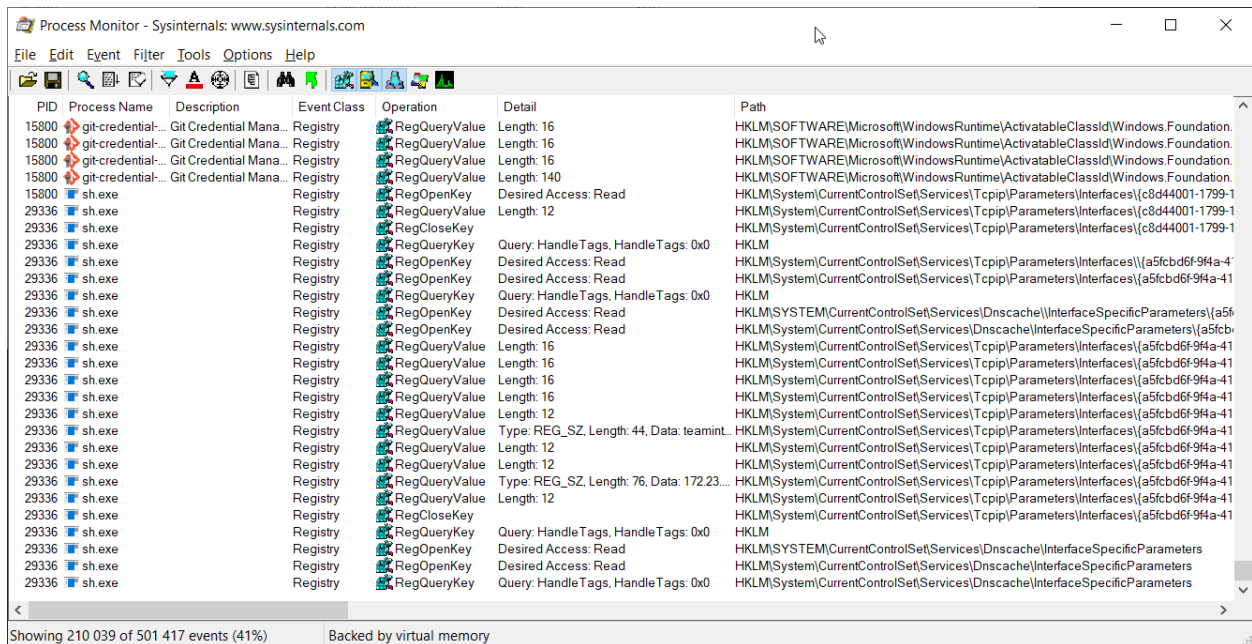 Process Monitor - Sysinternals: www.sysinternals.com
File Edit Event Filter Tools Options Help
PID Process Name Description Event Class Operation Detail Path
15800 git-credential-... Git Credential Mana... Registry RegQueryValue Length: 16 HKLM\SOFTWARE\Microsoft\WindowsRuntime\ActivatableClassId\Windows.Foundation.
15800 git-credential-... Git Credential Mana... Registry RegQueryValue Length: 16 HKLM\SOFTWARE\Microsoft\WindowsRuntime\ActivatableClassId\Windows.Foundation.
15800 git-credential-... Git Credential Mana... Registry RegQueryValue Length: 16 HKLM\SOFTWARE\Microsoft\WindowsRuntime\ActivatableClassId\Windows.Foundation.
15800 git-credential-... Git Credential Mana... Registry RegQueryValue Length: 140 HKLM\SOFTWARE\Microsoft\WindowsRuntime\ActivatableClassId\Windows.Foundation.
15800 sh.exe Registry RegOpenKey Desired Access: Read HKLM\System\CurrentControlSet\Services\Tcpip\Parameters\Interfaces\{c8d44001-1799-1
29336 sh.exe Registry RegQueryValue Length: 12 HKLM\System\CurrentControlSet\Services\Tcpip\Parameters\Interfaces\{c8d44001-1799-1
29336 sh.exe Registry RegCloseKey HKLM\System\CurrentControlSet\Services\Tcpip\Parameters\Interfaces\{c8d44001-1799-1
29336 sh.exe Registry RegQueryKey Query: HandleTags, HandleTags: 0x0 HKLM
29336 sh.exe Registry RegOpenKey Desired Access: Read HKLM\System\CurrentControlSet\Services\Tcpip\Parameters\Interfaces\\{a5fcbd6f-9f4a-4
29336 sh.exe Registry RegOpenKey Desired Access: Read HKLM\System\CurrentControlSet\Services\Tcpip\Parameters\Interfaces\{a5fcbd6f-9f4a-41
29336 sh.exe Registry RegQueryKey Query: HandleTags, HandleTags: 0x0 HKLM
29336 sh.exe Registry RegOpenKey Desired Access: Read HKLM\SYSTEM\CurrentControlSet\Services\Dnscache\\InterfaceSpecificParameters\{a5f
29336 sh.exe Registry RegOpenKey Desired Access: Read HKLM\System\CurrentControlSet\Services\Dnscache\InterfaceSpecificParameters\{a5fcb
29336 sh.exe Registry RegQueryValue Length: 16 HKLM\System\CurrentControlSet\Services\Tcpip\Parameters\Interfaces\{a5fcbd6f-9f4a-41
29336 sh.exe Registry RegQueryValue Length: 16 HKLM\System\CurrentControlSet\Services\Tcpip\Parameters\Interfaces\{a5fcbd6f-9f4a-41
29336 sh.exe Registry RegQueryValue Length: 16 HKLM\System\CurrentControlSet\Services\Tcpip\Parameters\Interfaces\{a5fcbd6f-9f4a-41
29336 sh.exe Registry RegQueryValue Length: 16 HKLM\System\CurrentControlSet\Services\Tcpip\Parameters\Interfaces\{a5fcbd6f-9f4a-41
29336 sh.exe Registry RegQueryValue Length: 12 HKLM\System\CurrentControlSet\Services\Tcpip\Parameters\Interfaces\{a5fcbd6f-9f4a-41
29336 sh.exe Registry RegQueryValue Type: REG_SZ, Length: 44, Data: teamint... HKLM\System\CurrentControlSet\Services\Tcpip\Parameters\Interfaces\{a5fcbd6f-9f4a-41
29336 sh.exe Registry RegQueryValue Length: 12 HKLM\System\CurrentControlSet\Services\Tcpip\Parameters\Interfaces\{a5fcbd6f-9f4a-41
29336 sh.exe Registry RegQueryValue Length: 12 HKLM\System\CurrentControlSet\Services\Tcpip\Parameters\Interfaces\{a5fcbd6f-9f4a-41
29336 sh.exe Registry RegQueryValue Type: REG_SZ, Length: 76, Data: 172.23.... HKLM\System\CurrentControlSet\Services\Tcpip\Parameters\Interfaces\{a5fcbd6f-9f4a-41
29336 sh.exe Registry RegQueryValue Length: 12 HKLM\System\CurrentControlSet\Services\Tcpip\Parameters\Interfaces\{a5fcbd6f-9f4a-41
29336 sh.exe Registry RegCloseKey HKLM\System\CurrentControlSet\Services\Tcpip\Parameters\Interfaces\{a5fcbd6f-9f4a-41
29336 sh.exe Registry RegQueryKey Query: HandleTags, HandleTags: 0x0 HKLM
29336 sh.exe Registry RegOpenKey Desired Access: Read HKLM\SYSTEM\CurrentControlSet\Services\Dnscache\InterfaceSpecificParameters
29336 sh.exe Registry RegOpenKey Desired Access: Read HKLM\System\CurrentControlSet\Services\Dnscache\InterfaceSpecificParameters
29336 sh.exe Registry RegQueryKey Query: HandleTags, HandleTags: 0x0 HKLM\System\CurrentControlSet\Services\Dnscache\InterfaceSpecificParameters
Showing 210 039 of 501 417 events (41%) Backed by virtual memory